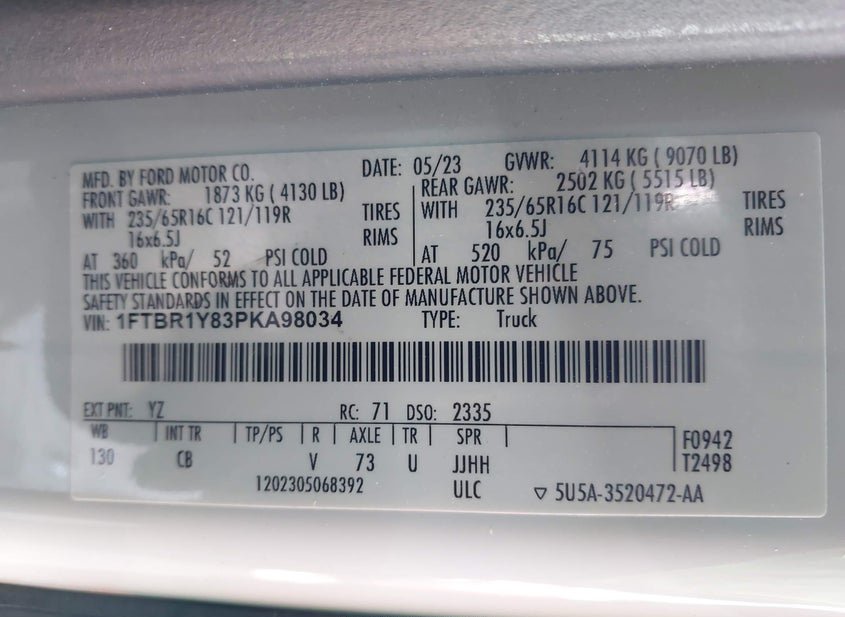 MFD. BY FORD MOTOR CO. DATE: 05/23 GVWR: 4114 KG ( 9070 LB)
FRONT GAWR: 1873 KG ( 4130 LB) REAR GAWR: 2502 KG ( 5515 LB)
WITH 235/65R16C 121/119R TIRES WITH 235/65R16C 121/119R TIRES
16x6.5J RIMS 16x6.5J RIMS
AT 360 kPa/ 52 PSI COLD AT 520 kPa/ 75 PSI COLD
THIS VEHICLE CONFORMS TO ALL APPLICABLE FEDERAL MOTOR VEHICLE
SAFETY STANDARDS IN EFFECT ON THE DATE OF MANUFACTURE SHOWN ABOVE.
VIN: 1FTBR1Y83PKA98034 TYPE: Truck
EXT PNT: YZ RC: 71 DSO: 2335
WB INT TR TP/PS R AXLE TR SPR F0942
130 CB V 73 U JJHH T2498
1202305068392 ULC ▽ 5U5A-3520472-AA